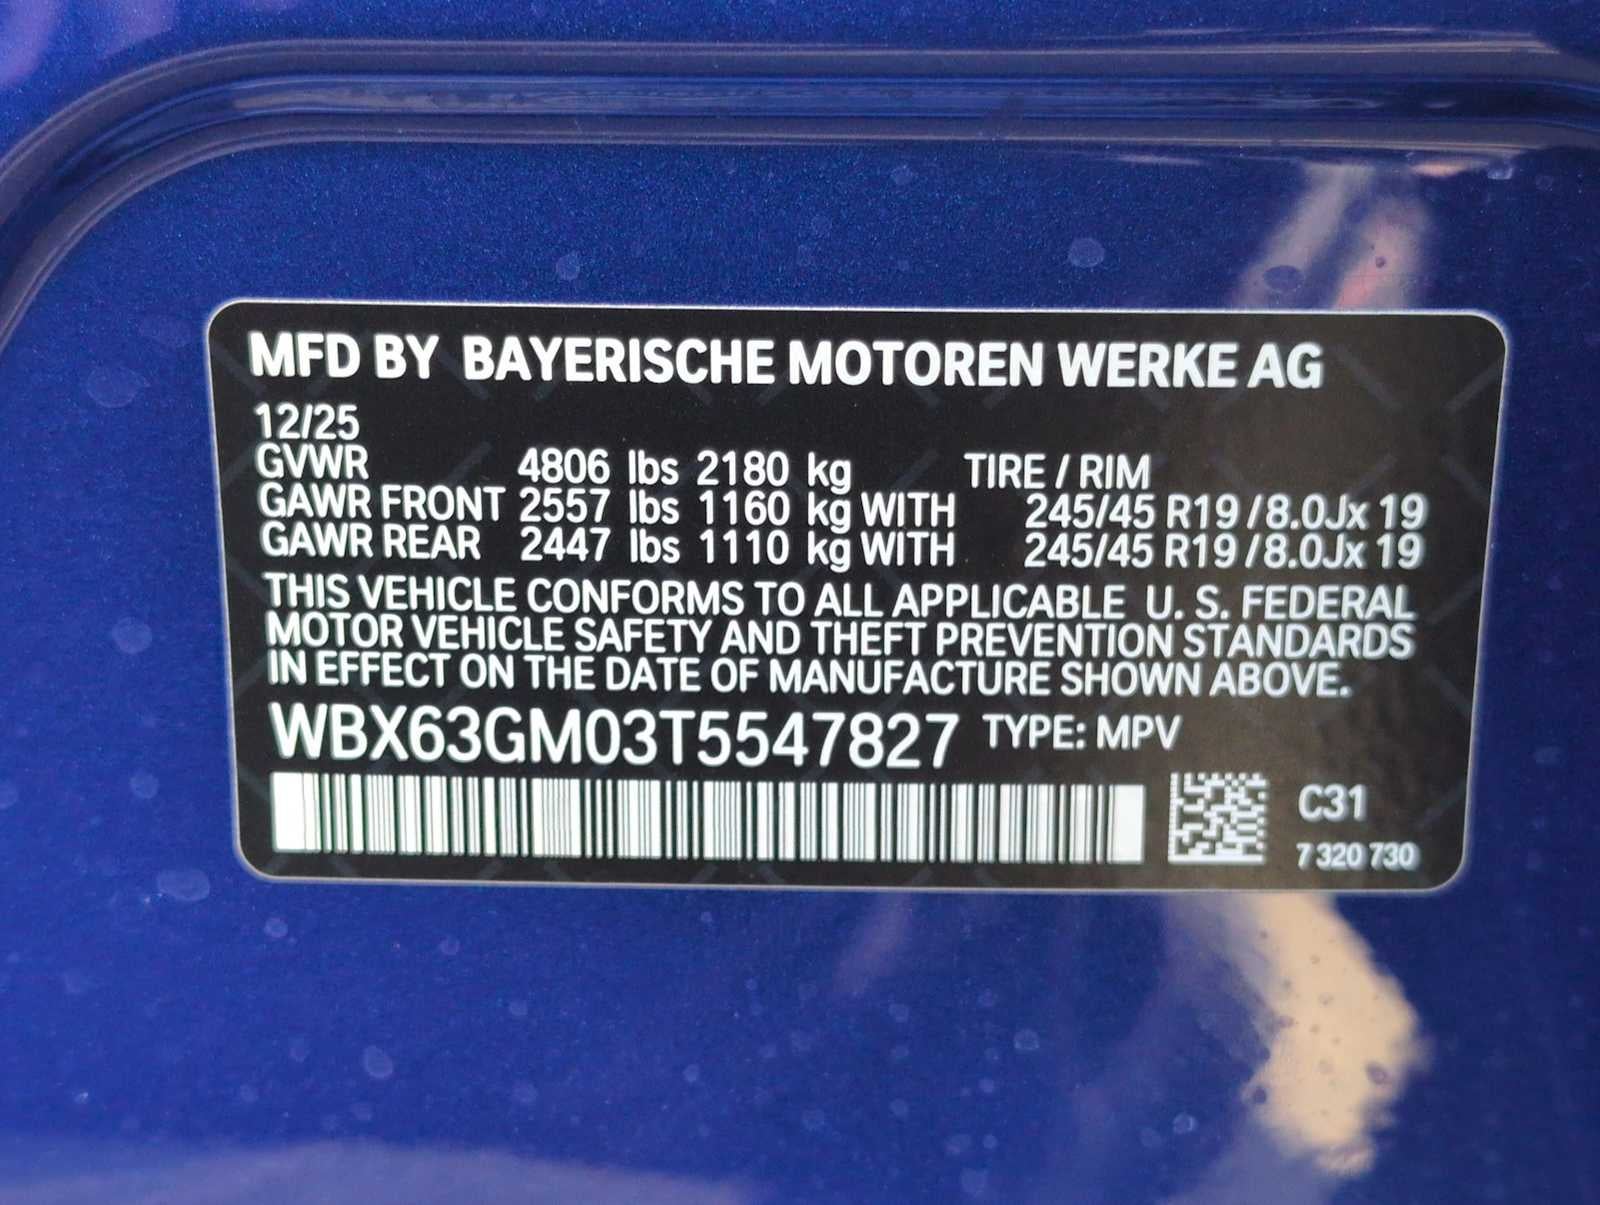 MFD BY BAYERISCHE MOTOREN WERKE AG
12/25
GVWR 4806 lbs 2180 kg TIRE / RIM
GAWR FRONT 2557 lbs 1160 kg WITH 245/45 R19 / 8.0Jx 19
GAWR REAR 2447 lbs 1110 kg WITH 245/45 R19 / 8.0Jx 19
THIS VEHICLE CONFORMS TO ALL APPLICABLE U. S. FEDERAL
MOTOR VEHICLE SAFETY AND THEFT PREVENTION STANDARDS
IN EFFECT ON THE DATE OF MANUFACTURE SHOWN ABOVE.
WBX63GM03T5547827 TYPE: MPV
C31
7 320 730